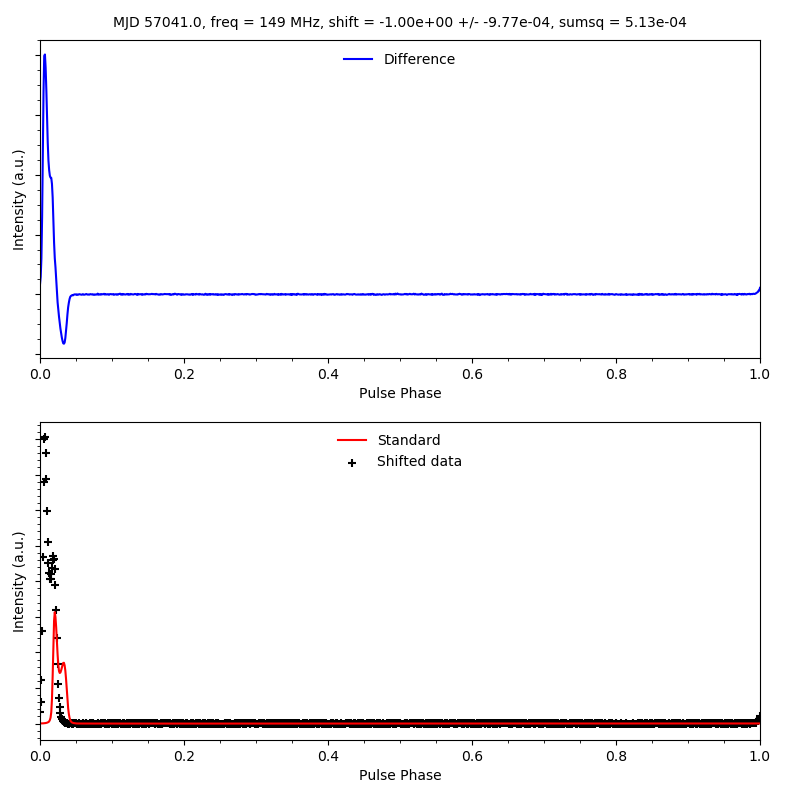 MJD 57041.0, freq = 149 MHz, shift = -1.00e+00 +/- -9.77e-04, sumsq = 5.13e-04
Difference
Intensity (a.u.)
0.0 0.2 0.4 0.6 0.8 1.0
Pulse Phase
Standard
Shifted data
Intensity (a.u.)
0.0 0.2 0.4 0.6 0.8 1.0
Pulse Phase